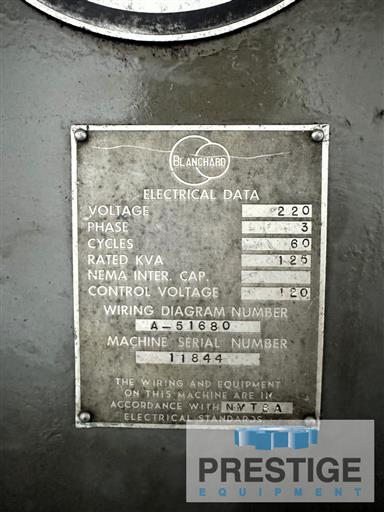 BLANCHARD
ELECTRICAL DATA
VOLTAGE 220
PHASE 3
CYCLES 60
RATED KVA 125
NEMA INTER. CAP.
CONTROL VOLTAGE 120
WIRING DIAGRAM NUMBER
A-51680
MACHINE SERIAL NUMBER
11844
THE WIRING AND EQUIPMENT
ON THIS MACHINE ARE IN
ACCORDANCE WITH NMTBA
ELECTRICAL STANDARDS.
PRESTIGE
EQUIPMENT